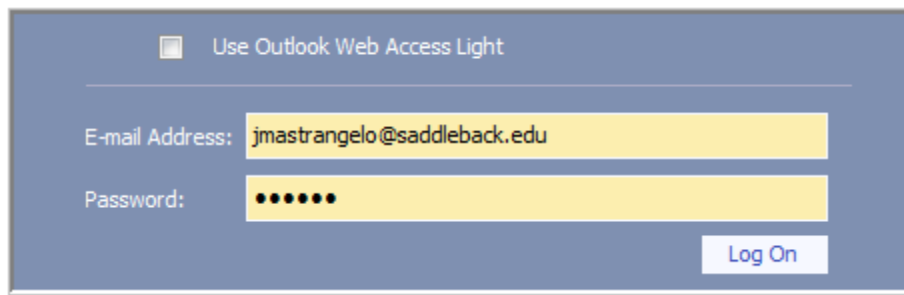 Use Outlook Web Access Light
E-mail Address: jmastrangelo@saddleback.edu
Password: ••••••
Log On